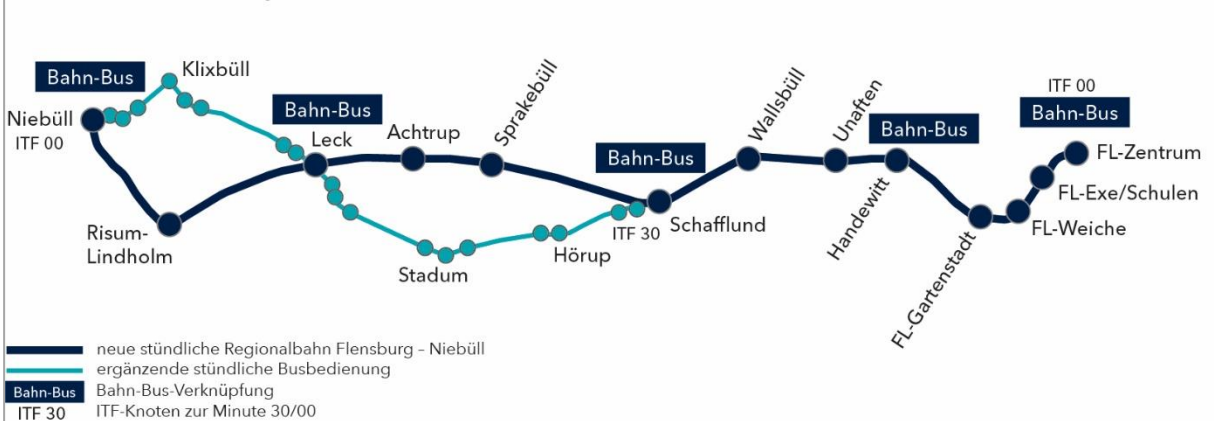 Bahn-Bus
Klixbüll
Niebüll
ITF 00
Risum-
Lindholm
Bahn-Bus
Leck
Achtrup
Sprakebüll
Stadum
Hörup
Bahn-Bus
ITF 30
Schafflund
Wallsbüll
Unaften
Bahn-Bus
Handewitt
FL-Gartenstadt
ITF 00
Bahn-Bus
FL-Zentrum
FL-Exe/Schulen
FL-Weiche
neue stündliche Regionalbahn Flensburg – Niebüll
ergänzende stündliche Busbedienung
Bahn-Bus Bahn-Bus-Verknüpfung
ITF 30 ITF-Knoten zur Minute 30/00